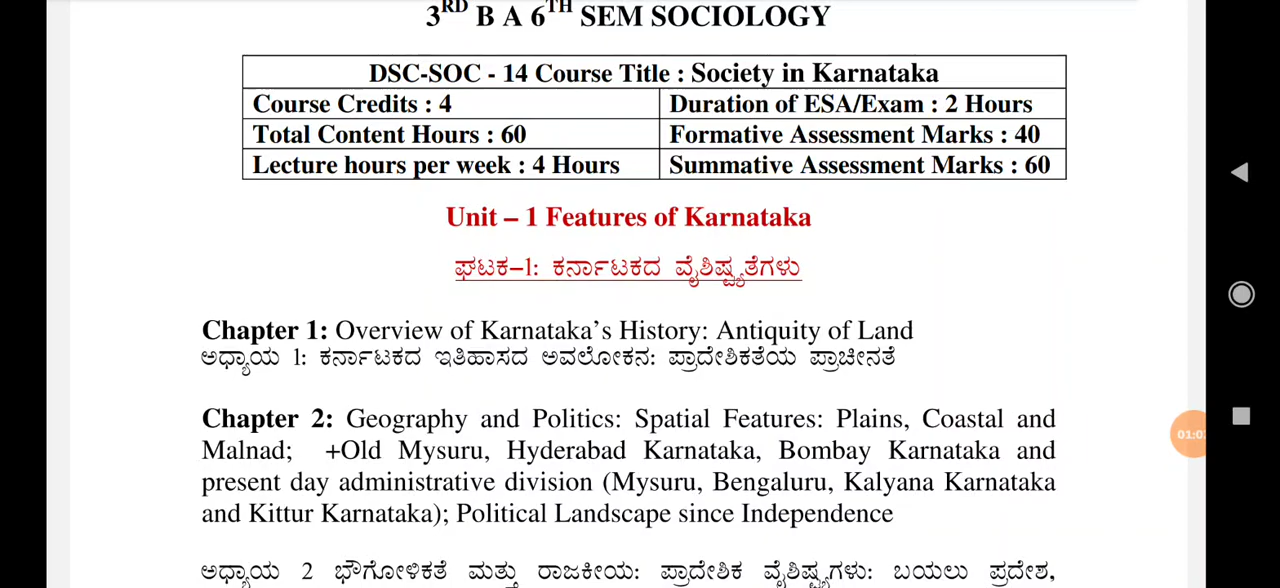 3RD B A 6TH SEM SOCIOLOGY
DSC-SOC - 14 Course Title : Society in Karnataka
Course Credits : 4 Duration of ESA/Exam : 2 Hours
Total Content Hours : 60 Formative Assessment Marks : 40
Lecture hours per week : 4 Hours Summative Assessment Marks : 60
Unit – 1 Features of Karnataka
ಘಟಕ–1: ಕರ್ನಾಟಕದ ವೈಶಿಷ್ಟ್ಯತೆಗಳು
Chapter 1: Overview of Karnataka’s History: Antiquity of Land
ಅಧ್ಯಾಯ 1: ಕರ್ನಾಟಕದ ಇತಿಹಾಸದ ಅವಲೋಕನ: ಪ್ರಾದೇಶಿಕತೆಯ ಪ್ರಾಚೀನತೆ
Chapter 2: Geography and Politics: Spatial Features: Plains, Coastal and
Malnad; +Old Mysuru, Hyderabad Karnataka, Bombay Karnataka and
present day administrative division (Mysuru, Bengaluru, Kalyana Karnataka
and Kittur Karnataka); Political Landscape since Independence
ಅಧ್ಯಾಯ 2 ಭೌಗೋಳಿಕತೆ ಮತ್ತು ರಾಜಕೀಯ: ಪ್ರಾದೇಶಿಕ ವೈಶಿಷ್ಟ್ಯಗಳು: ಬಯಲು ಪ್ರದೇಶ,